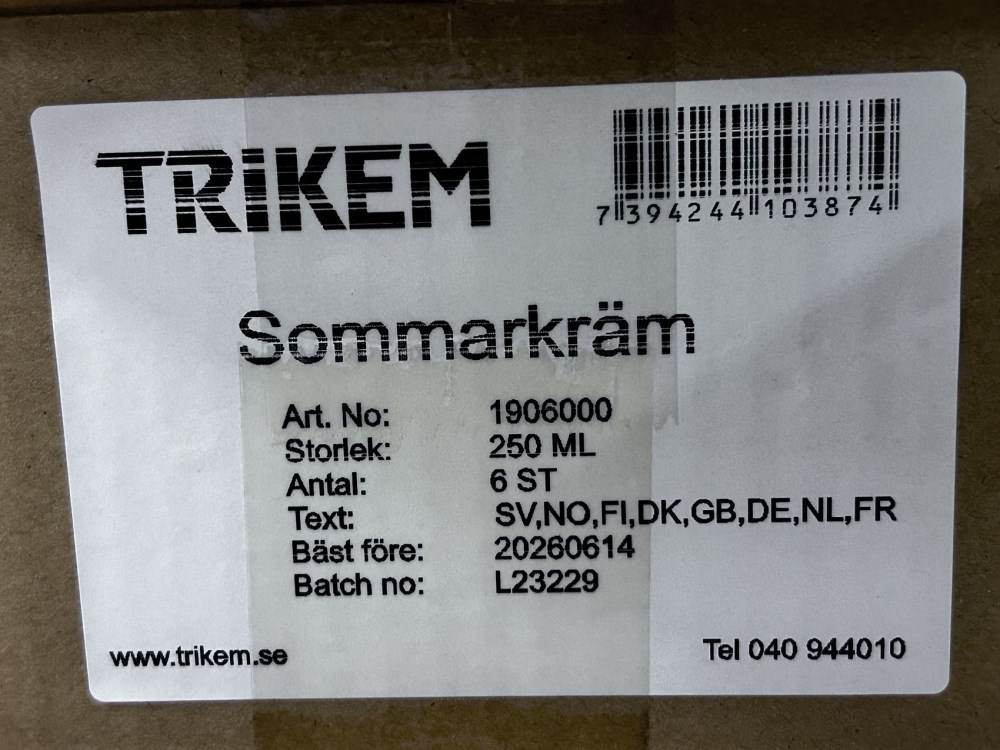 TRiKEM
7 394244 103874
Sommarkräm
Art. No: 1906000
Storlek: 250 ML
Antal: 6 ST
Text: SV,NO,FI,DK,GB,DE,NL,FR
Bäst före: 20260614
Batch no: L23229
www.trikem.se Tel 040 944010